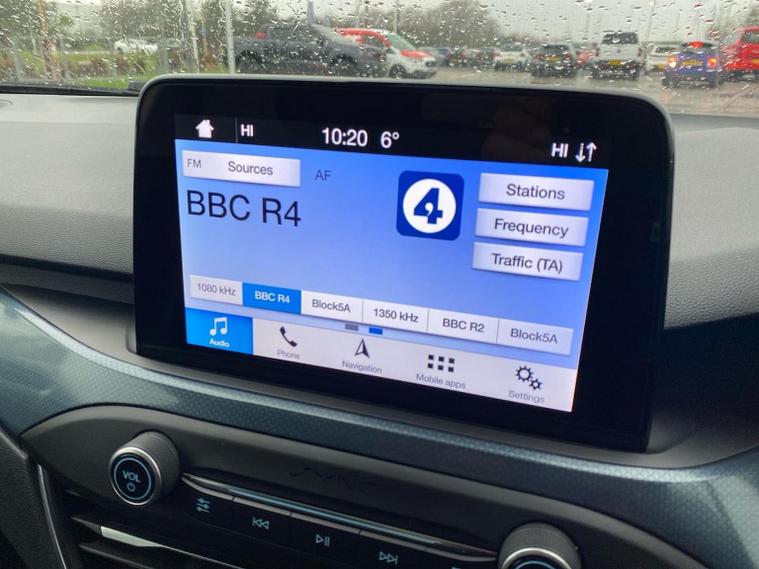 HI 10:20 6° HI
FM Sources AF
BBC R4
4
Stations
Frequency
Traffic (TA)
1080 kHz BBC R4 Block5A 1350 kHz BBC R2 Block5A
Audio Phone Navigation Mobile apps Settings
VOL